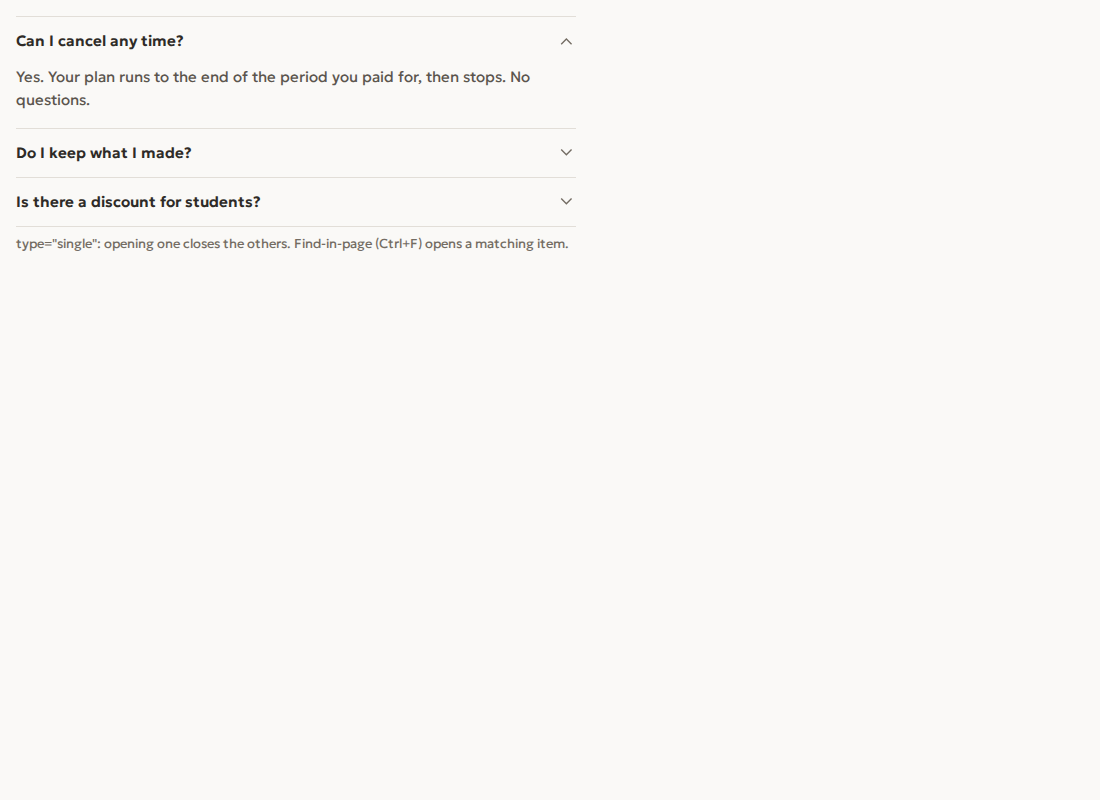 Can I cancel any time?
Yes. Your plan runs to the end of the period you paid for, then stops. No
questions.
Do I keep what I made?
Is there a discount for students?
type="single": opening one closes the others. Find-in-page (Ctrl+F) opens a matching item.